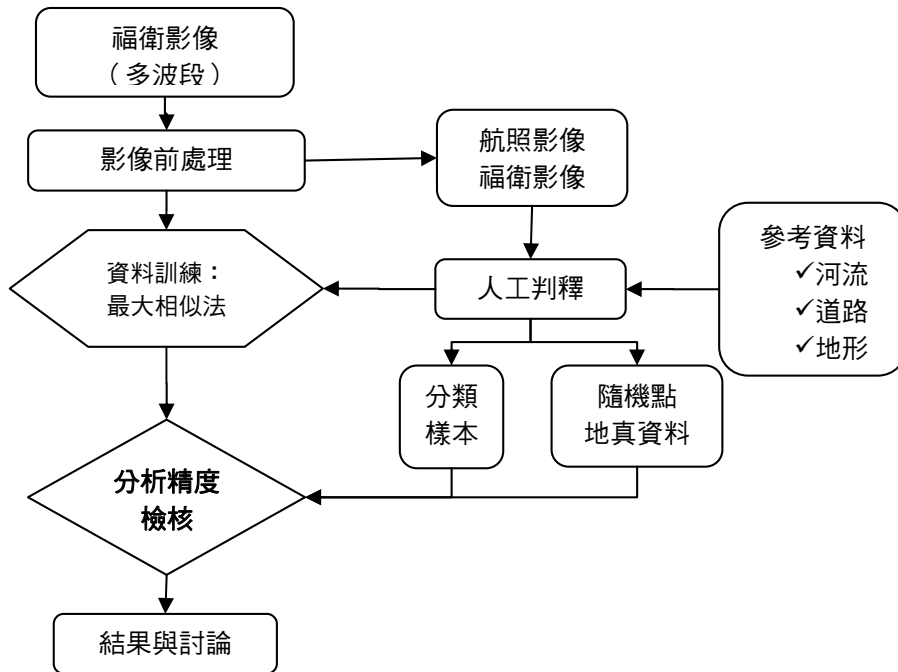 福衛影像
(多波段)
影像前處理
航照影像
福衛影像
參考資料
✓河流
✓道路
✓地形
資料訓練：
最大相似法
人工判釋
分類
樣本
隨機點
地真資料
分析精度
檢核
結果與討論